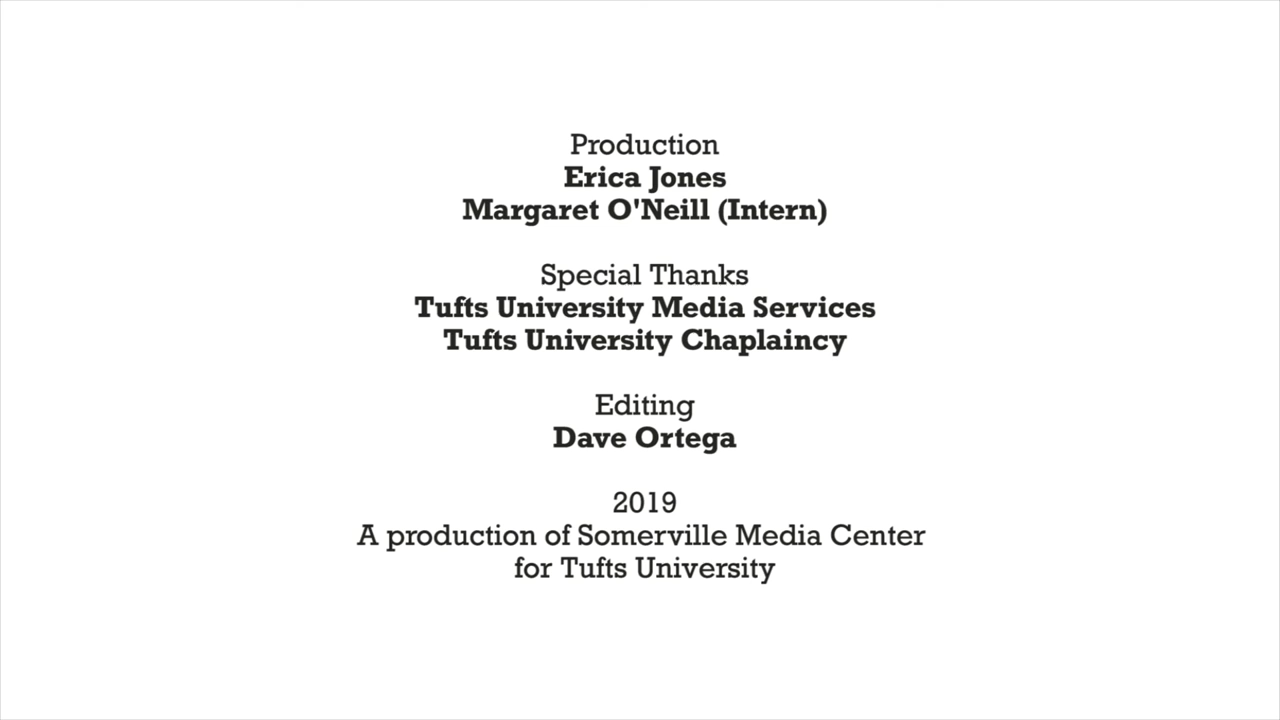 Production
Erica Jones
Margaret O'Neill (Intern)
Special Thanks
Tufts University Media Services
Tufts University Chaplaincy
Editing
Dave Ortega
2019
A production of Somerville Media Center
for Tufts University